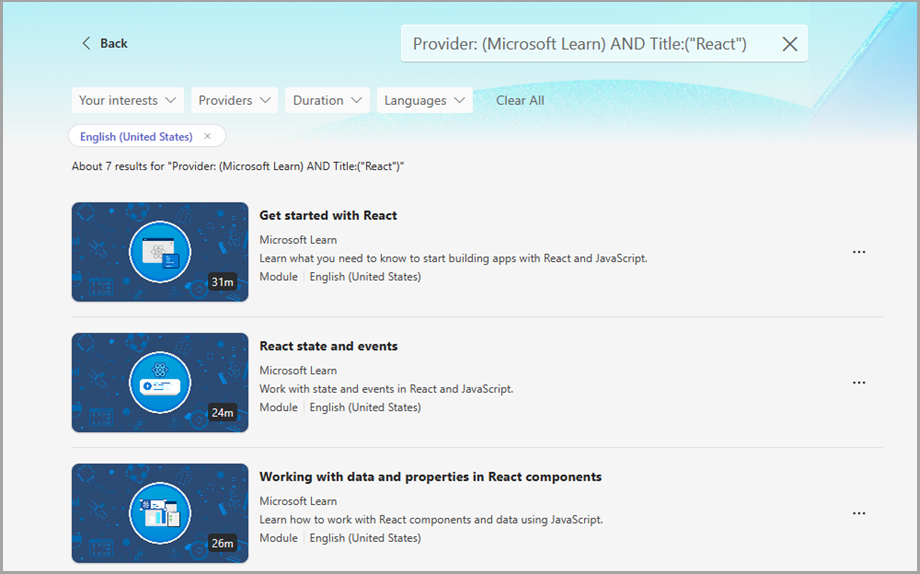 Back
Provider: (Microsoft Learn) AND Title:("React")
Your interests Providers Duration Languages Clear All
English (United States)
About 7 results for "Provider: (Microsoft Learn) AND Title:("React")"
Get started with React
Microsoft Learn
Learn what you need to know to start building apps with React and JavaScript.
31m
Module English (United States)
React state and events
Microsoft Learn
Work with state and events in React and JavaScript.
24m
Module English (United States)
Working with data and properties in React components
Microsoft Learn
Learn how to work with React components and data using JavaScript.
26m
Module English (United States)